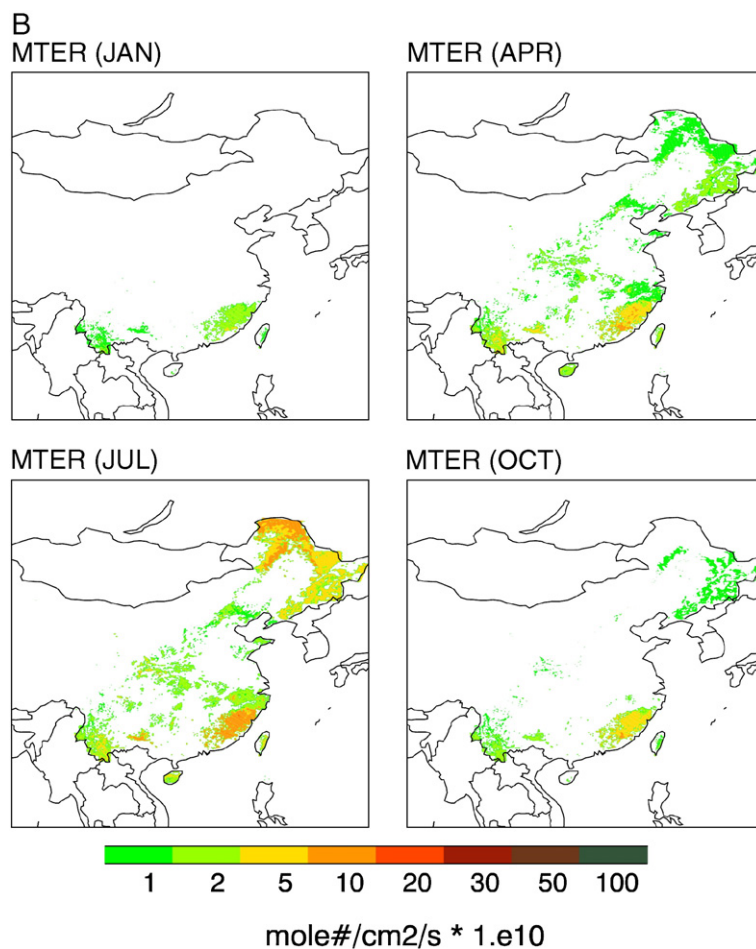 B
MTER (JAN)
MTER (APR)
MTER (JUL)
MTER (OCT)
1 2 5 10 20 30 50 100
mole#/cm2/s * 1.e10